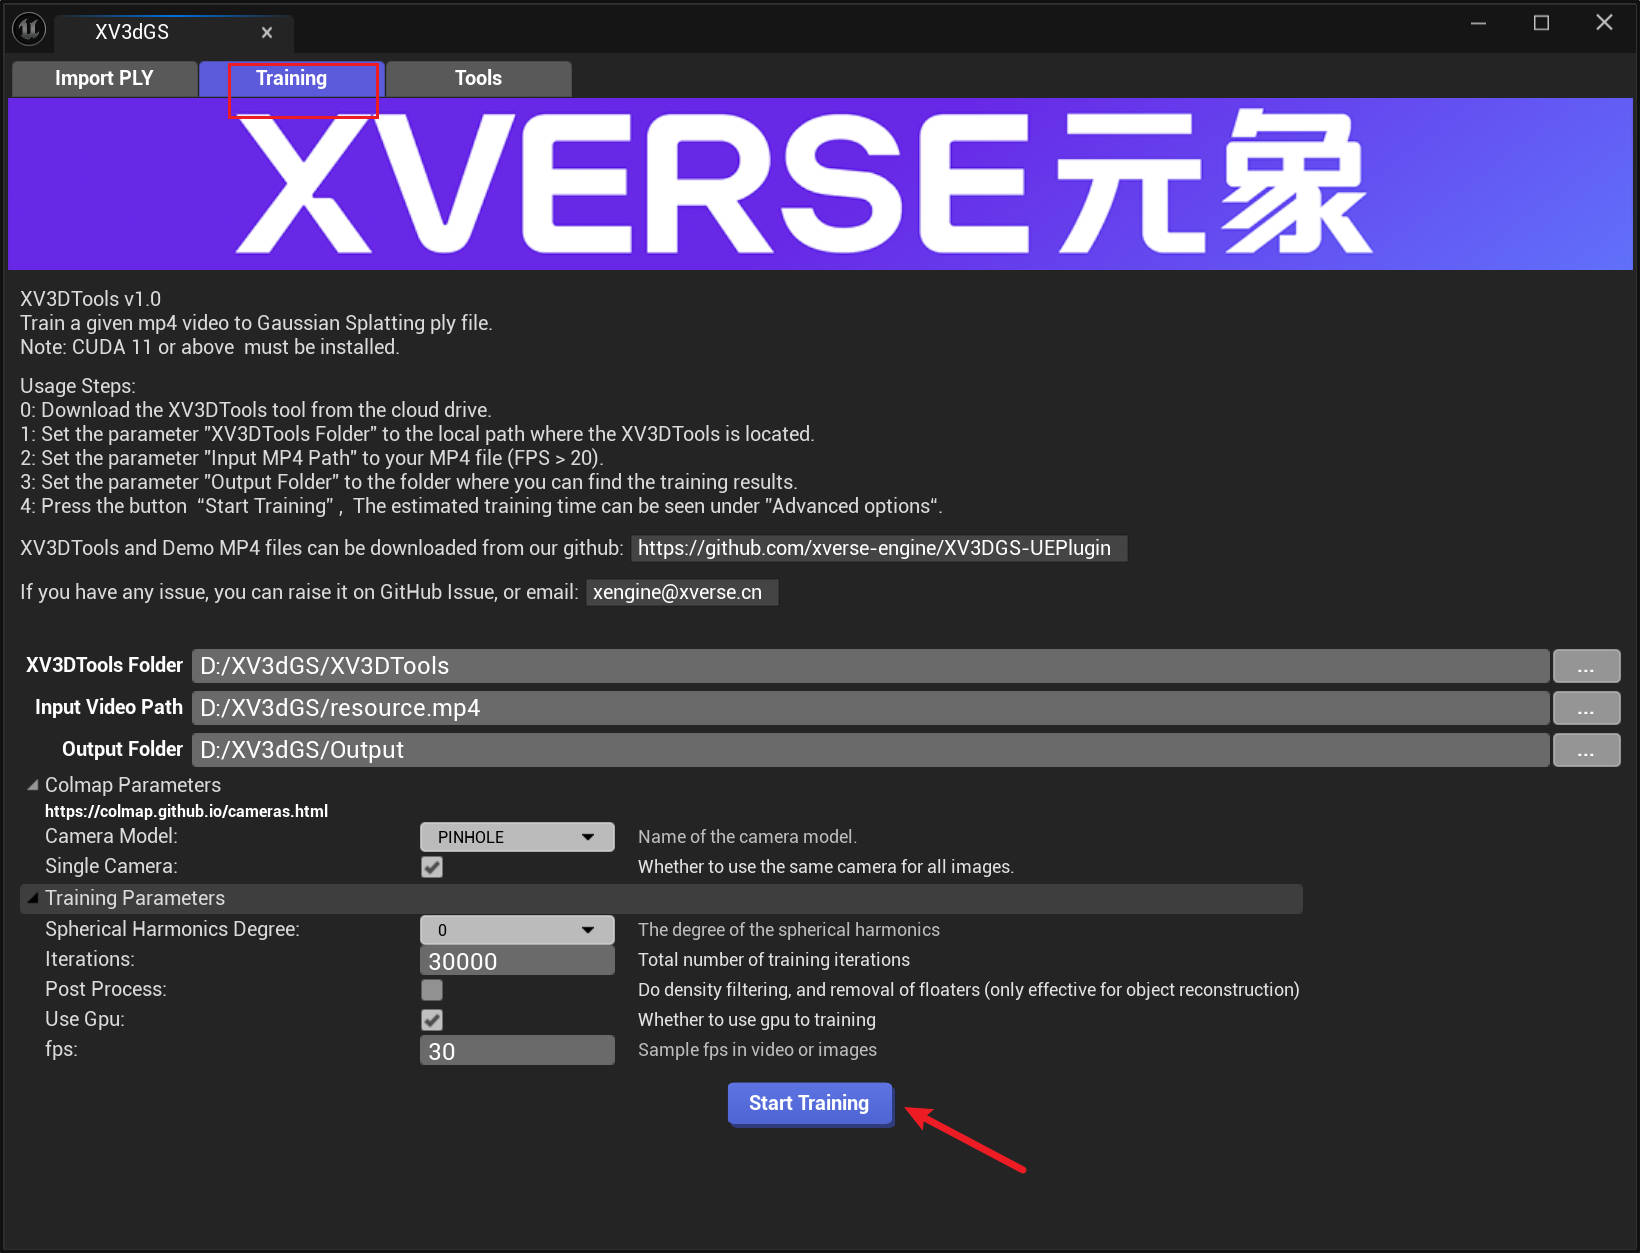 XV3dGS
Import PLY
Training
Tools
XVERSE元象
XV3DTools v1.0
Train a given mp4 video to Gaussian Splatting ply file.
Note: CUDA 11 or above  must be installed.
Usage Steps:
0: Download the XV3DTools tool from the cloud drive.
1: Set the parameter "XV3DTools Folder" to the local path where the XV3DTools is located.
2: Set the parameter "Input MP4 Path" to your MP4 file (FPS > 20).
3: Set the parameter "Output Folder" to the folder where you can find the training results.
4: Press the button  “Start Training” ,  The estimated training time can be seen under "Advanced options“.
XV3DTools and Demo MP4 files can be downloaded from our github: https://github.com/xverse-engine/XV3DGS-UEPlugin
If you have any issue, you can raise it on GitHub Issue, or email: xengine@xverse.cn
XV3DTools Folder D:/XV3dGS/XV3DTools ...
Input Video Path D:/XV3dGS/resource.mp4 ...
Output Folder D:/XV3dGS/Output ...
Colmap Parameters
https://colmap.github.io/cameras.html
Camera Model: PINHOLE Name of the camera model.
Single Camera: Whether to use the same camera for all images.
Training Parameters
Spherical Harmonics Degree: 0 The degree of the spherical harmonics
Iterations: 30000 Total number of training iterations
Post Process: Do density filtering, and removal of floaters (only effective for object reconstruction)
Use Gpu: Whether to use gpu to training
fps: 30 Sample fps in video or images
Start Training